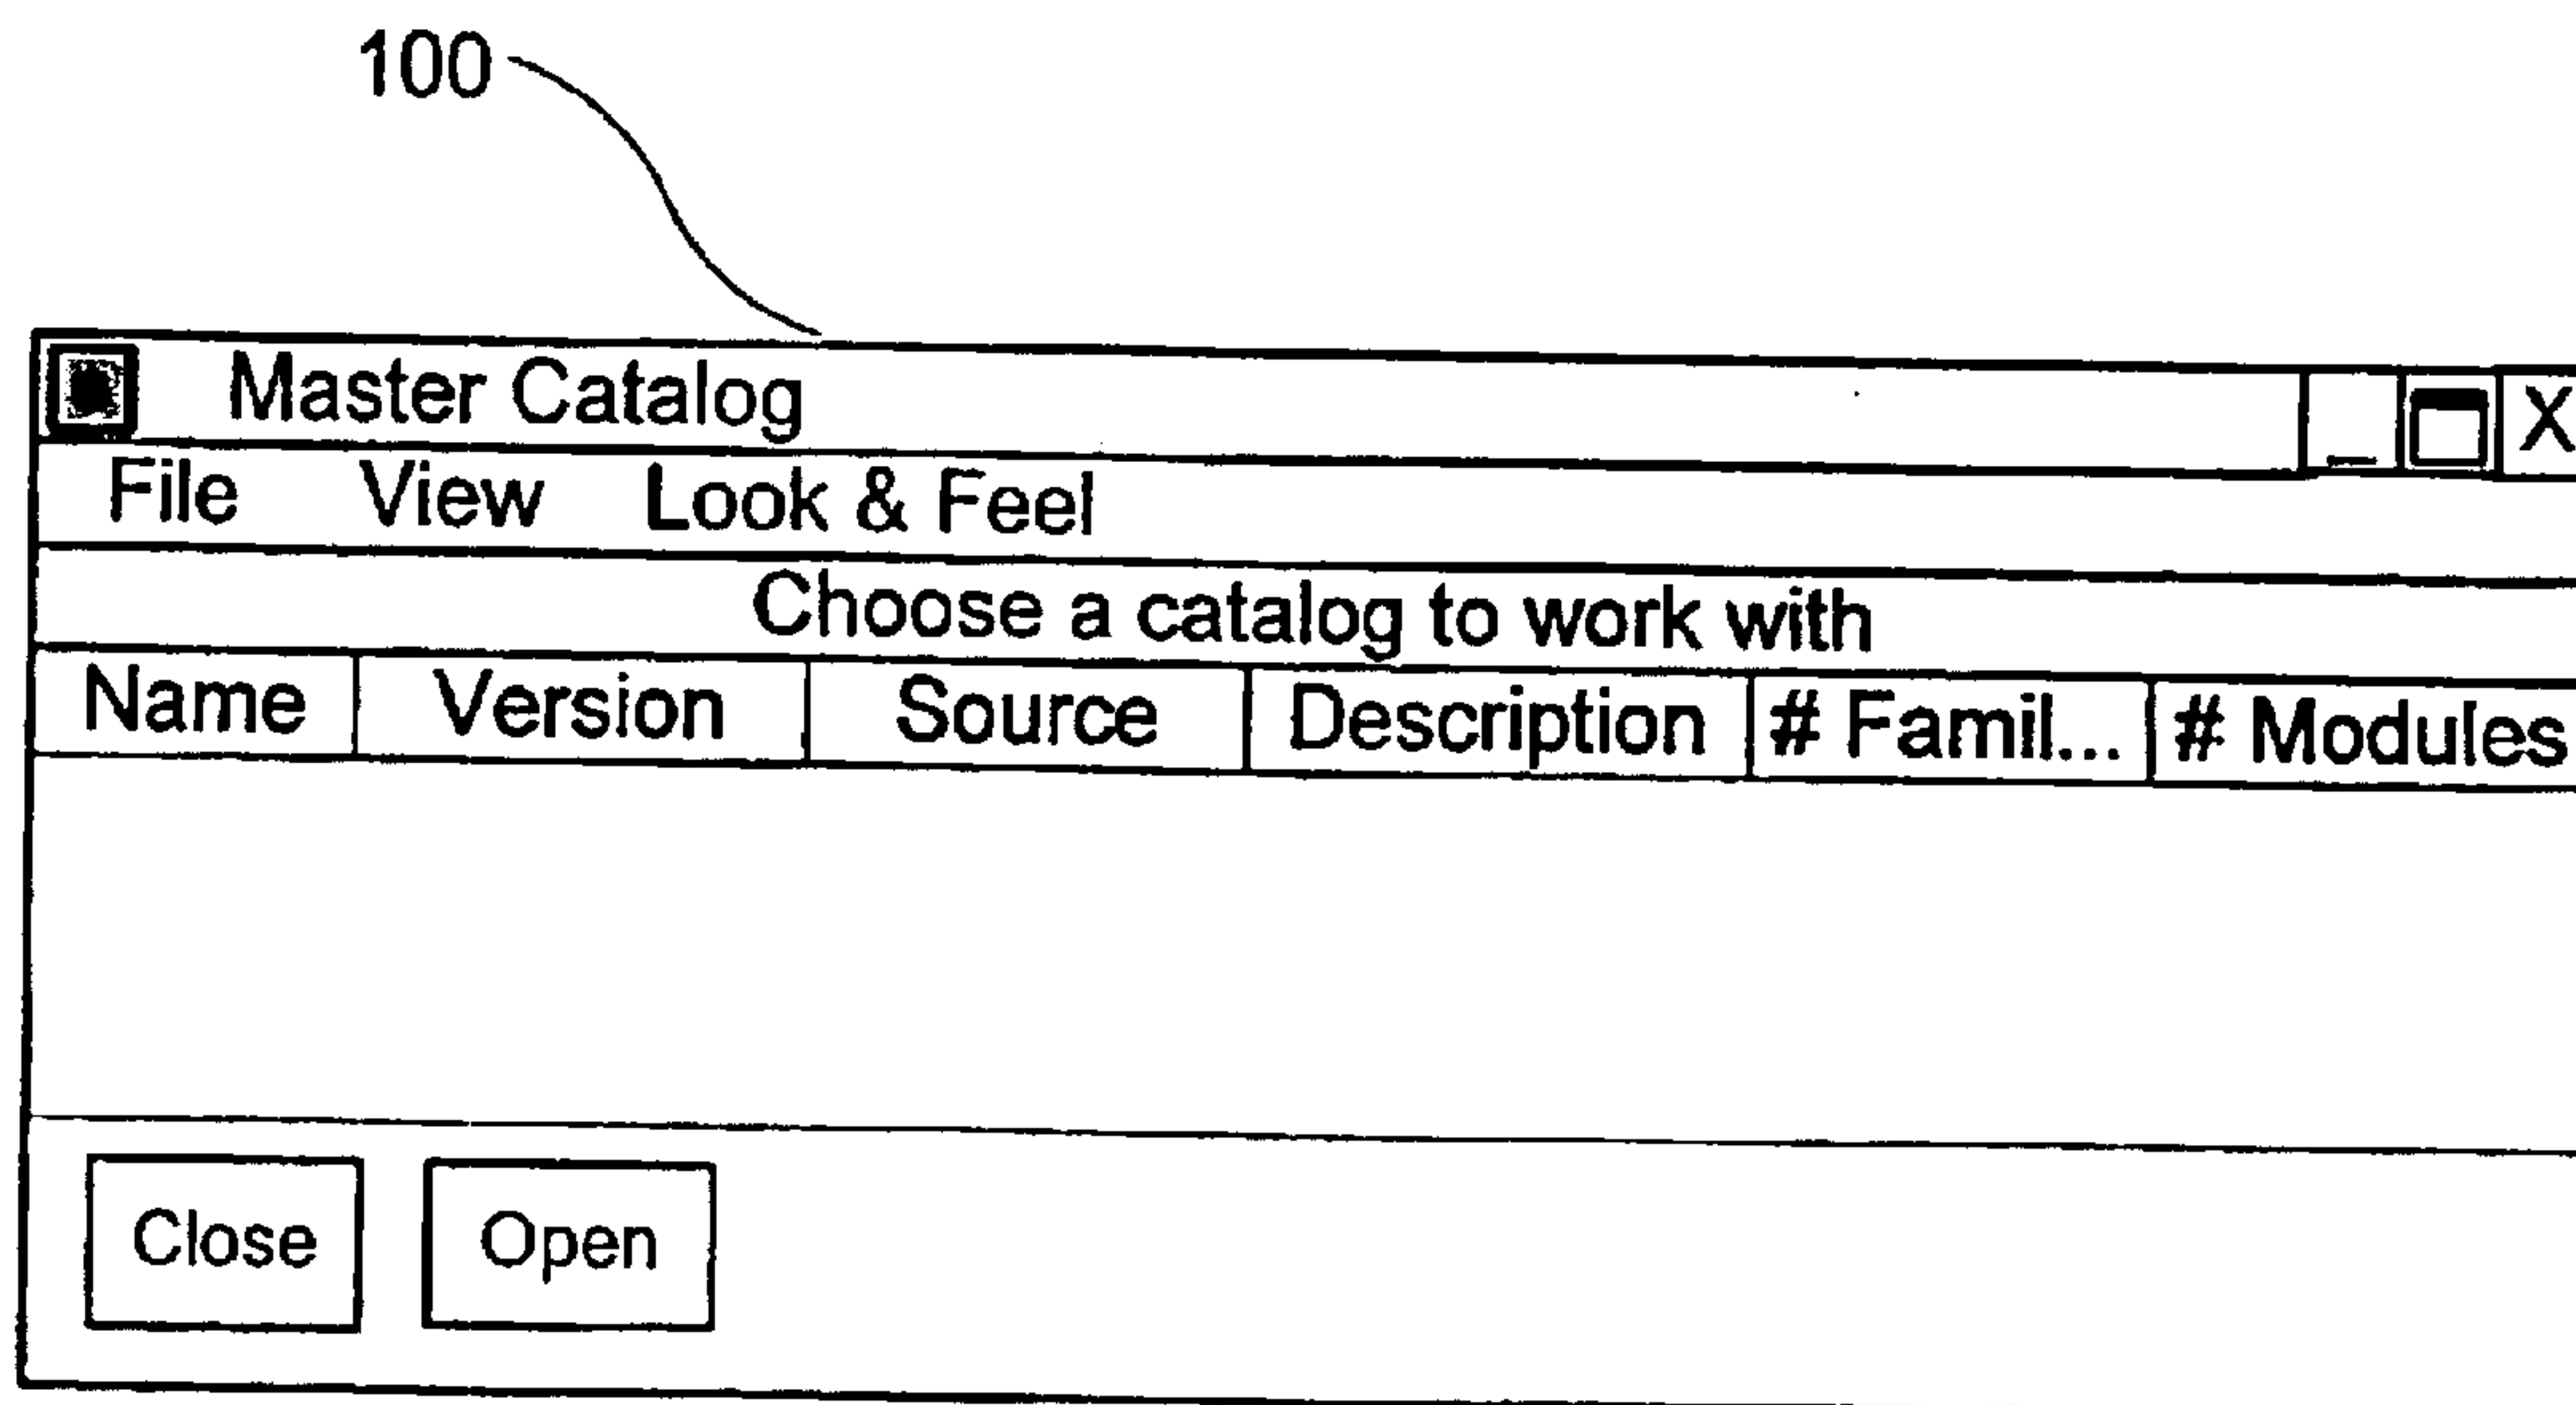 100
Master Catalog _ X
File View Look & Feel
Choose a catalog to work with
Name Version Source Description # Famil... # Modules
Close Open